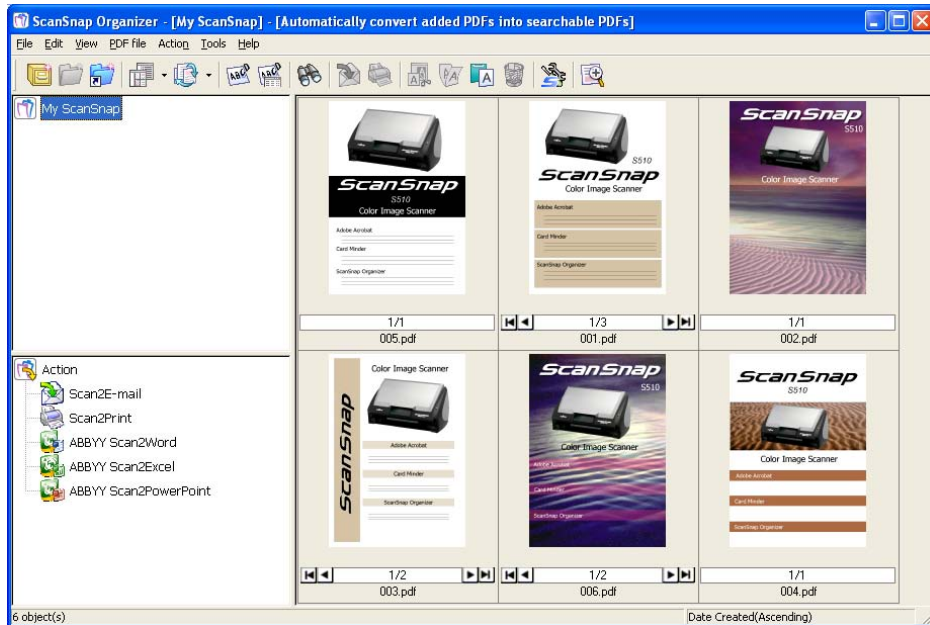 ScanSnap Organizer - [My ScanSnap] - [Automatically convert added PDFs into searchable PDFs]
File Edit View PDF file Action Tools Help
My ScanSnap
Action
Scan2E-mail
Scan2Print
ABBYY Scan2Word
ABBYY Scan2Excel
ABBYY Scan2PowerPoint
ScanSnap
S510
Color Image Scanner
Adobe Acrobat
Card Minder
ScanSnap Organizer
1/1
005.pdf
S510
ScanSnap
Color Image Scanner
Adobe Acrobat
Card Minder
ScanSnap Organizer
1/3
001.pdf
ScanSnap
S510
Color Image Scanner
1/1
002.pdf
Color Image Scanner
ScanSnap
Adobe Acrobat
Card Minder
ScanSnap Organizer
1/2
003.pdf
ScanSnap
S510
Color Image Scanner
Adobe Acrobat
Card Minder
ScanSnap Organizer
1/2
006.pdf
ScanSnap
S510
Color Image Scanner
Adobe Acrobat
Card Minder
ScanSnap Organizer
1/1
004.pdf
6 object(s)
Date Created(Ascending)